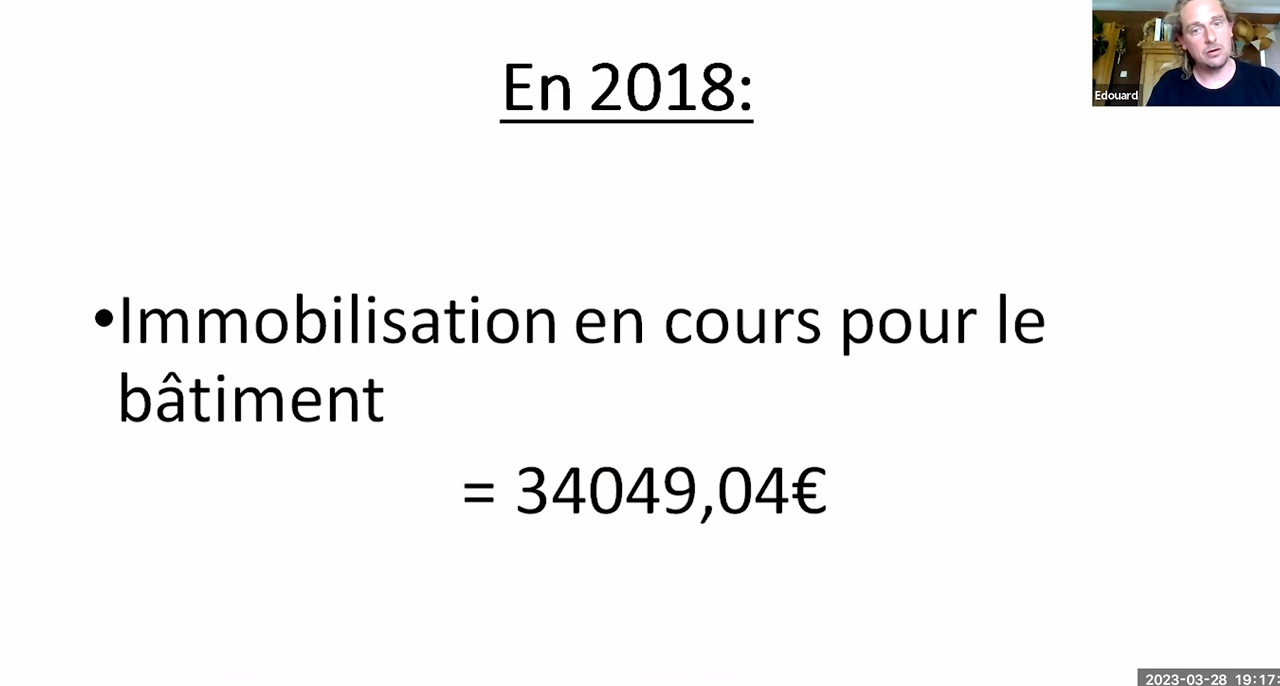 En 2018:
Edouard
•Immobilisation en cours pour le
bâtiment
= 34049,04€
2023-03-28 19:17: